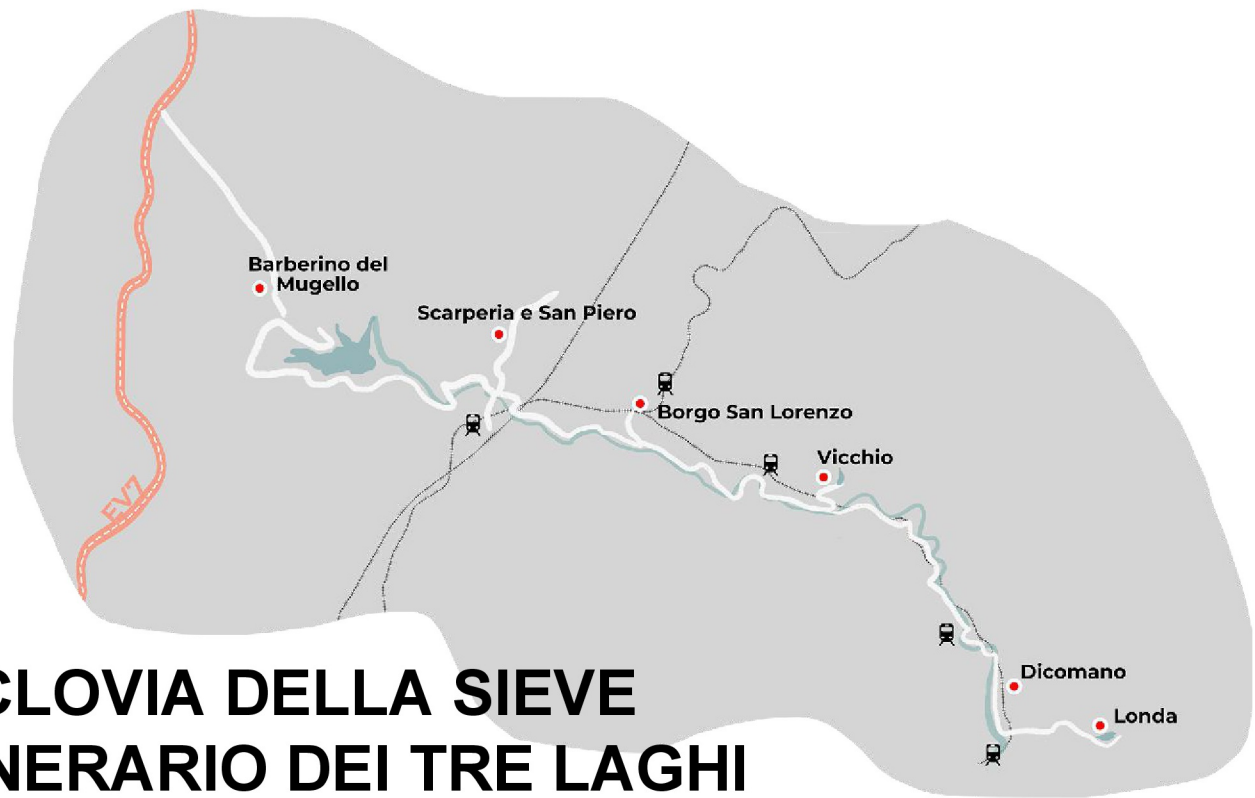 Barberino del
Mugello
Scarperia e San Piero
Borgo San Lorenzo
Vicchio
EV7
Dicomano
Londa
CLOVIA DELLA SIEVE
NERARIO DEI TRE LAGHI